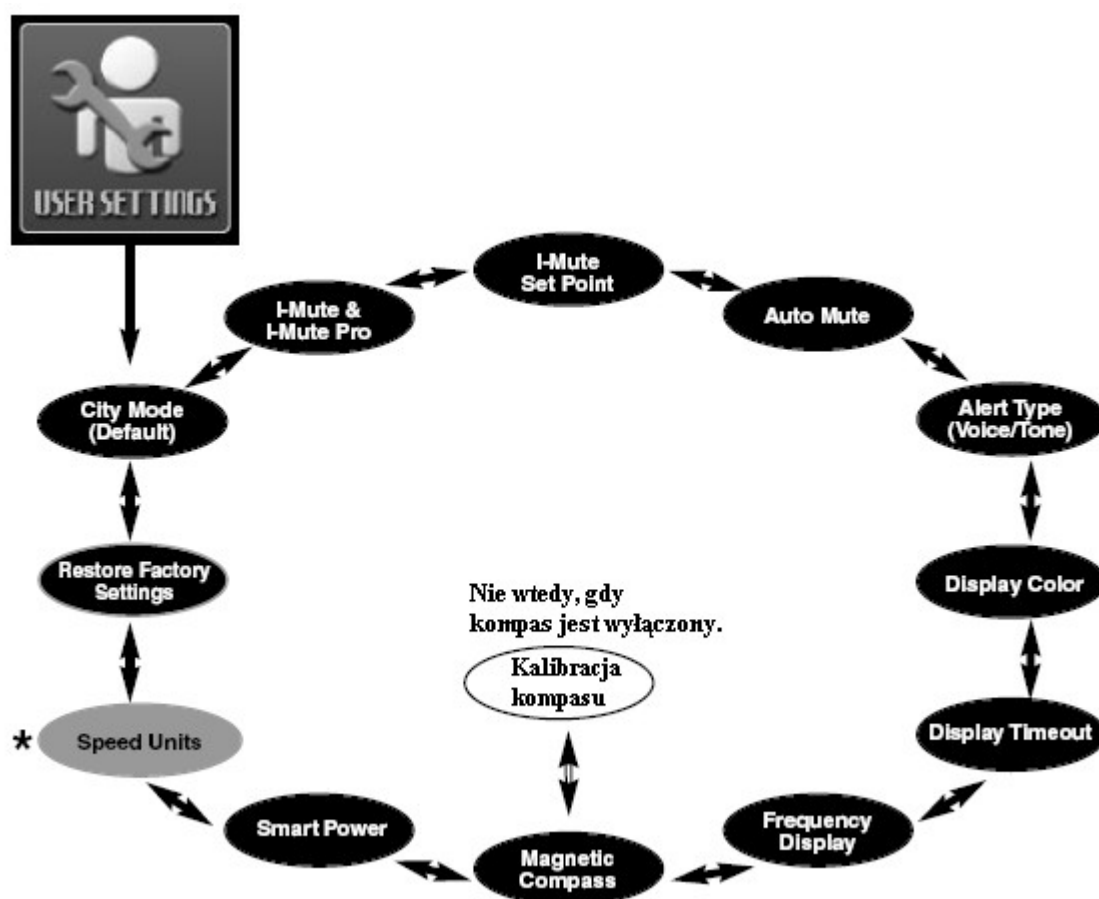 USER SETTINGS
I-Mute
Set Point
I-Mute &
I-Mute Pro
Auto Mute
City Mode
(Default)
Alert Type
(Voice/Tone)
Restore Factory
Settings
Display Color
Nie wtedy, gdy
kompas jest wyłączony.
Kalibracja
kompasu
* Speed Units
Display Timeout
Smart Power
Frequency
Display
Magnetic
Compass